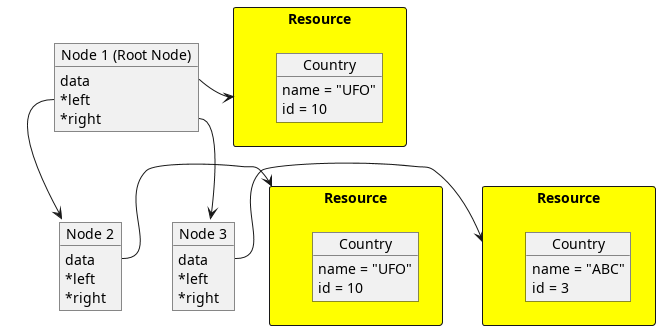 Resource
Node 1 (Root Node)
data
*left
*right
Country
name = "UFO"
id = 10
Node 2
data
*left
*right
Node 3
data
*left
*right
Resource
Country
name = "UFO"
id = 10
Resource
Country
name = "ABC"
id = 3